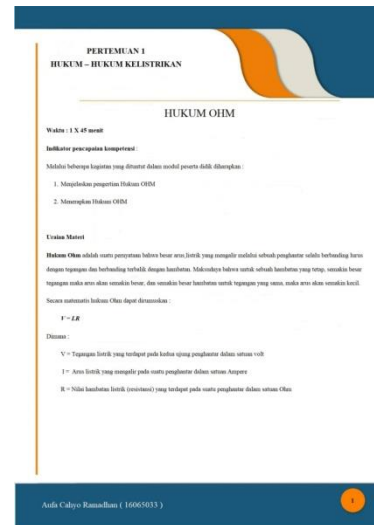 PERTEMUAN 1
HUKUM – HUKUM KELISTRIKAN
HUKUM OHM
Waktu : 1 X 45 menit
Indikator pencapaian kompetensi :
Melalui beberapa kegiatan yang dituntut dalam modul peserta didik diharapkan :
1. Menjelaskan pengertian Hukum OHM
2. Menerapkan Hukum OHM
Uraian Materi
Hukum Ohm adalah suatu pernyataan bahwa besar arus listrik yang mengalir melalui sebuah penghantar selalu berbanding lurus
dengan tegangan dan berbanding terbalik dengan hambatan. Maksudnya bahwa untuk sebuah hambatan yang tetap, semakin besar
tegangan maka arus akan semakin besar, dan semakin besar hambatan untuk tegangan yang sama, maka arus akan semakin kecil.
Secara matematis hukum Ohm dapat dirumuskan :
V = I.R
Dimana :
V = Tegangan listrik yang terdapat pada kedua ujung penghantar dalam satuan volt
I = Arus listrik yang mengalir pada suatu penghantar dalam satuan Ampere
R = Nilai hambatan listrik (resistansi) yang terdapat pada suatu penghantar dalam satuan Ohm
Aufa Cahyo Ramadhan ( 16065033 )
1